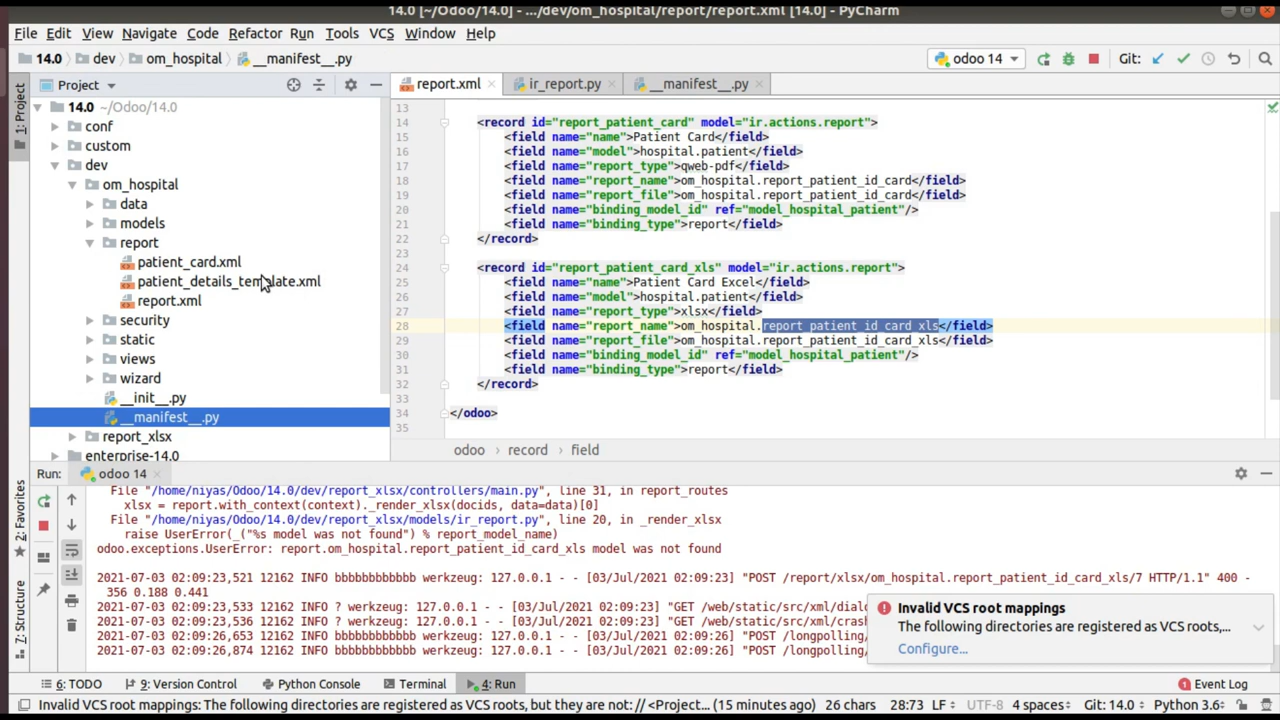 14.0 [~/Odoo/14.0] - .../dev/om_hospital/report/report.xml [14.0] - PyCharm
File Edit View Navigate Code Refactor Run Tools VCS Window Help
14.0 dev om_hospital __manifest__.py odoo 14 Git:
1: Project
Project
14.0 ~/Odoo/14.0
conf
custom
dev
om_hospital
data
models
report
patient_card.xml
patient_details_template.xml
report.xml
security
static
views
wizard
__init__.py
__manifest__.py
report_xlsx
enterprise-14.0
report.xml ir_report.py __manifest__.py
13
14 <record id="report_patient_card" model="ir.actions.report">
15 <field name="name">Patient Card</field>
16 <field name="model">hospital.patient</field>
17 <field name="report_type">qweb-pdf</field>
18 <field name="report_name">om_hospital.report_patient_id_card</field>
19 <field name="report_file">om_hospital.report_patient_id_card</field>
20 <field name="binding_model_id" ref="model_hospital_patient"/>
21 <field name="binding_type">report</field>
22 </record>
23
24 <record id="report_patient_card_xls" model="ir.actions.report">
25 <field name="name">Patient Card Excel</field>
26 <field name="model">hospital.patient</field>
27 <field name="report_type">xlsx</field>
28 <field name="report_name">om_hospital.report_patient_id_card_xls</field>
29 <field name="report_file">om_hospital.report_patient_id_card_xls</field>
30 <field name="binding_model_id" ref="model_hospital_patient"/>
31 <field name="binding_type">report</field>
32 </record>
33
34 </odoo>
35
odoo › record › field
Run: odoo 14
2: Favorites
7: Structure
File "/home/niyas/Odoo/14.0/dev/report_xlsx/controllers/main.py", line 31, in report_routes
xlsx = report.with_context(context)._render_xlsx(docids, data=data)[0]
File "/home/niyas/Odoo/14.0/dev/report_xlsx/models/ir_report.py", line 20, in _render_xlsx
raise UserError(_("%s model was not found") % report_model_name)
odoo.exceptions.UserError: report.om_hospital.report_patient_id_card_xls model was not found
2021-07-03 02:09:23,521 12162 INFO bbbbbbbbbbbb werkzeug: 127.0.0.1 - - [03/Jul/2021 02:09:23] "POST /report/xlsx/om_hospital.report_patient_id_card_xls/7 HTTP/1.1" 400 -
356 0.188 0.441
2021-07-03 02:09:23,533 12162 INFO ? werkzeug: 127.0.0.1 - - [03/Jul/2021 02:09:23] "GET /web/static/src/xml/dialo
2021-07-03 02:09:23,536 12162 INFO ? werkzeug: 127.0.0.1 - - [03/Jul/2021 02:09:23] "GET /web/static/src/xml/cras
2021-07-03 02:09:26,653 12162 INFO bbbbbbbbbbbb werkzeug: 127.0.0.1 - - [03/Jul/2021 02:09:26] "POST /longpolling/
2021-07-03 02:09:26,874 12162 INFO bbbbbbbbbbbb werkzeug: 127.0.0.1 - - [03/Jul/2021 02:09:26] "POST /longpolling/
Invalid VCS root mappings
The following directories are registered as VCS roots,...
Configure...
6: TODO 9: Version Control Python Console Terminal 4: Run 1 Event Log
Invalid VCS root mappings: The following directories are registered as VCS roots, but they are not: // <Project... (15 minutes ago) 26 chars 28:73 LF UTF-8 4 spaces Git: 14.0 Python 3.6